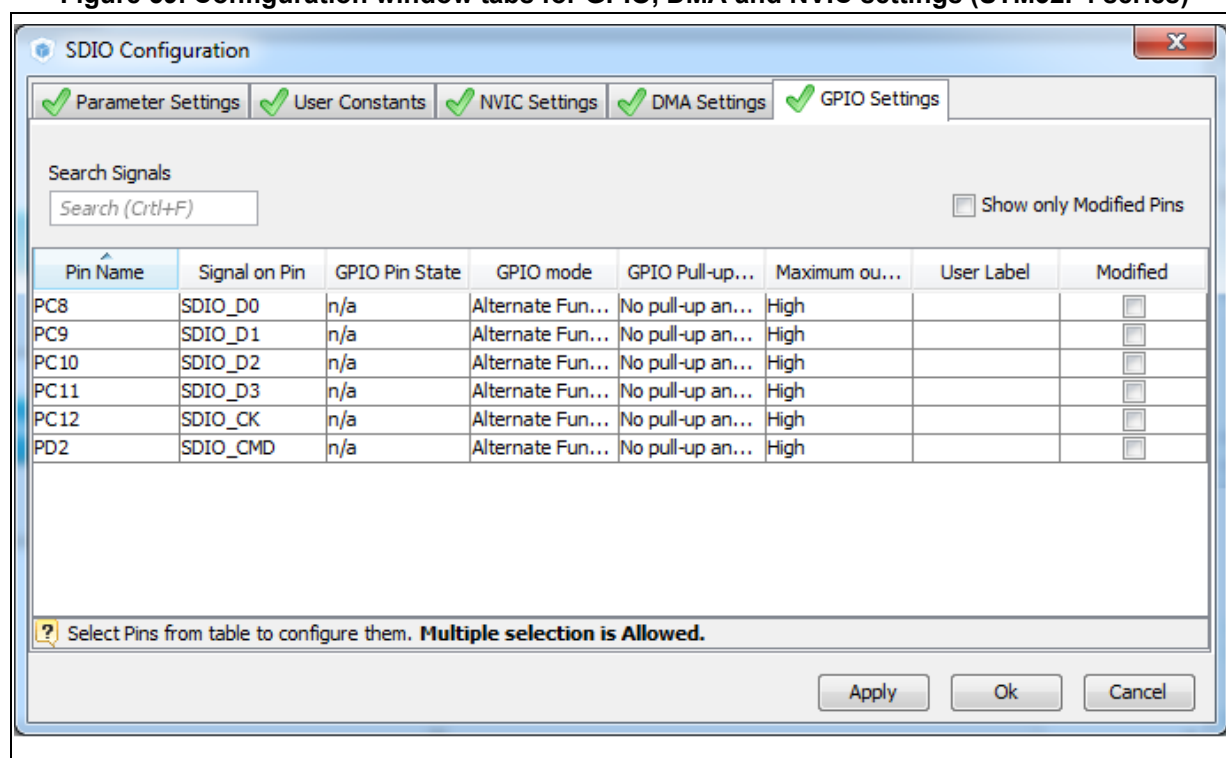 SDIO Configuration
X
Parameter Settings User Constants NVIC Settings DMA Settings GPIO Settings
Search Signals
Search (Crtl+F)
Show only Modified Pins
Pin Name Signal on Pin GPIO Pin State GPIO mode GPIO Pull-up... Maximum ou... User Label Modified
PC8 SDIO_D0 n/a Alternate Fun... No pull-up an... High
PC9 SDIO_D1 n/a Alternate Fun... No pull-up an... High
PC10 SDIO_D2 n/a Alternate Fun... No pull-up an... High
PC11 SDIO_D3 n/a Alternate Fun... No pull-up an... High
PC12 SDIO_CK n/a Alternate Fun... No pull-up an... High
PD2 SDIO_CMD n/a Alternate Fun... No pull-up an... High
? Select Pins from table to configure them. Multiple selection is Allowed.
Apply Ok Cancel